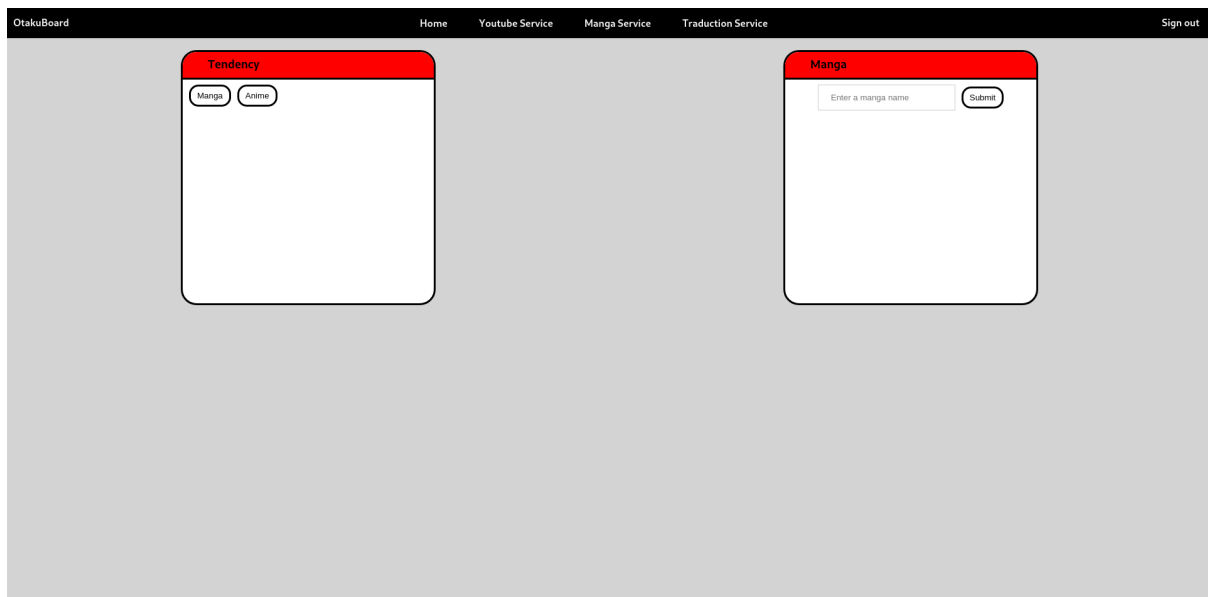 OtakuBoard Home Youtube Service Manga Service Traduction Service Sign out
Tendency
Manga Anime
Manga
Enter a manga name Submit